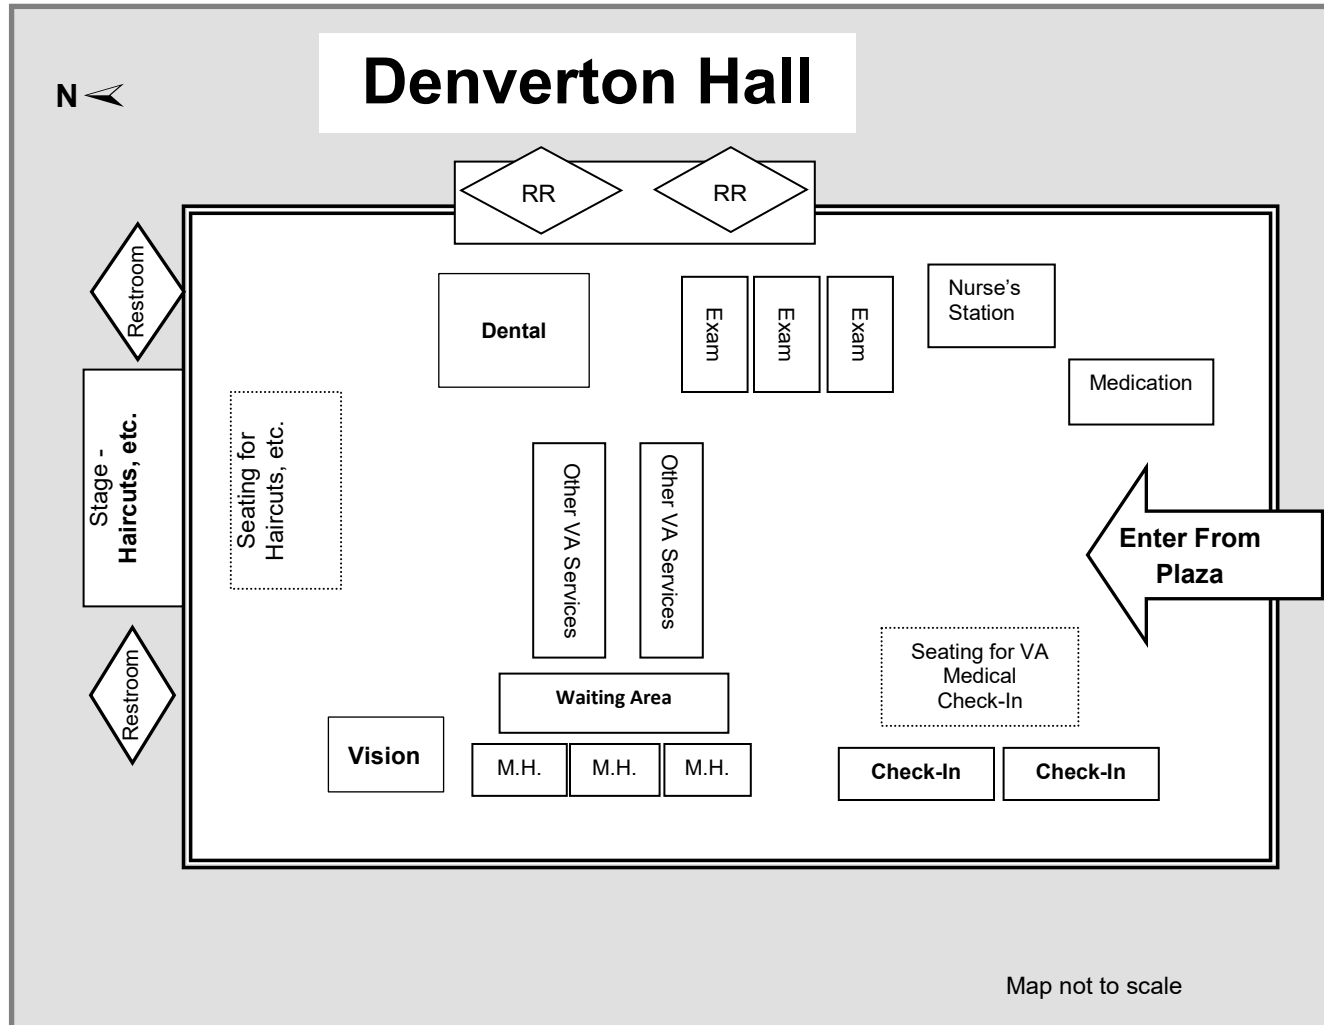 Denverton Hall
N
RR
RR
Restroom
Dental
Exam
Exam
Exam
Nurse's
Station
Medication
Stage -
Haircuts, etc.
Seating for
Haircuts, etc.
Other VA Services
Other VA Services
Enter From
Plaza
Restroom
Waiting Area
Seating for VA
Medical
Check-In
Vision
M.H.
M.H.
M.H.
Check-In
Check-In
Map not to scale